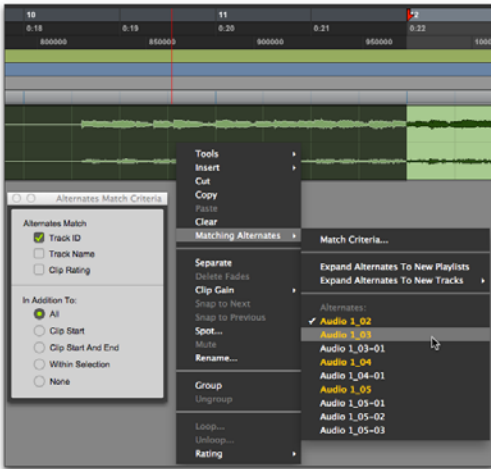 10 11 12
0:18 0:19 0:20 0:21 0:22
800000 850000 900000 950000 1000
Tools
Insert
Cut
Copy
Paste
Clear
Matching Alternates
Separate
Delete Fades
Clip Gain
Snap to Next
Snap to Previous
Spot...
Mute
Rename...
Group
Ungroup
Loop...
Unloop...
Rating
Match Criteria...
Expand Alternates To New Playlists
Expand Alternates To New Tracks
Alternates:
Audio 1_02
Audio 1_03
Audio 1_03-01
Audio 1_04
Audio 1_04-01
Audio 1_05
Audio 1_05-01
Audio 1_05-02
Audio 1_05-03
Alternates Match Criteria
Alternates Match
Track ID
Track Name
Clip Rating
In Addition To:
All
Clip Start
Clip Start And End
Within Selection
None